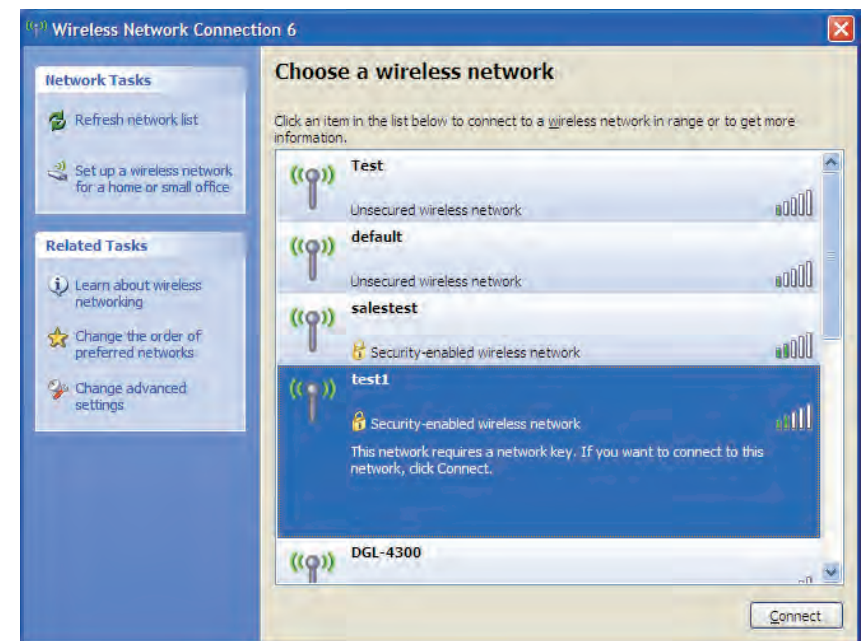 Wireless Network Connection 6
Network Tasks
Refresh network list
Set up a wireless network
for a home or small office
Related Tasks
Learn about wireless
networking
Change the order of
preferred networks
Change advanced
settings
Choose a wireless network
Click an item in the list below to connect to a wireless network in range or to get more
information.
Test
Unsecured wireless network
default
Unsecured wireless network
salestest
Security-enabled wireless network
test1
Security-enabled wireless network
This network requires a network key. If you want to connect to this
network, click Connect.
DGL-4300
Connect